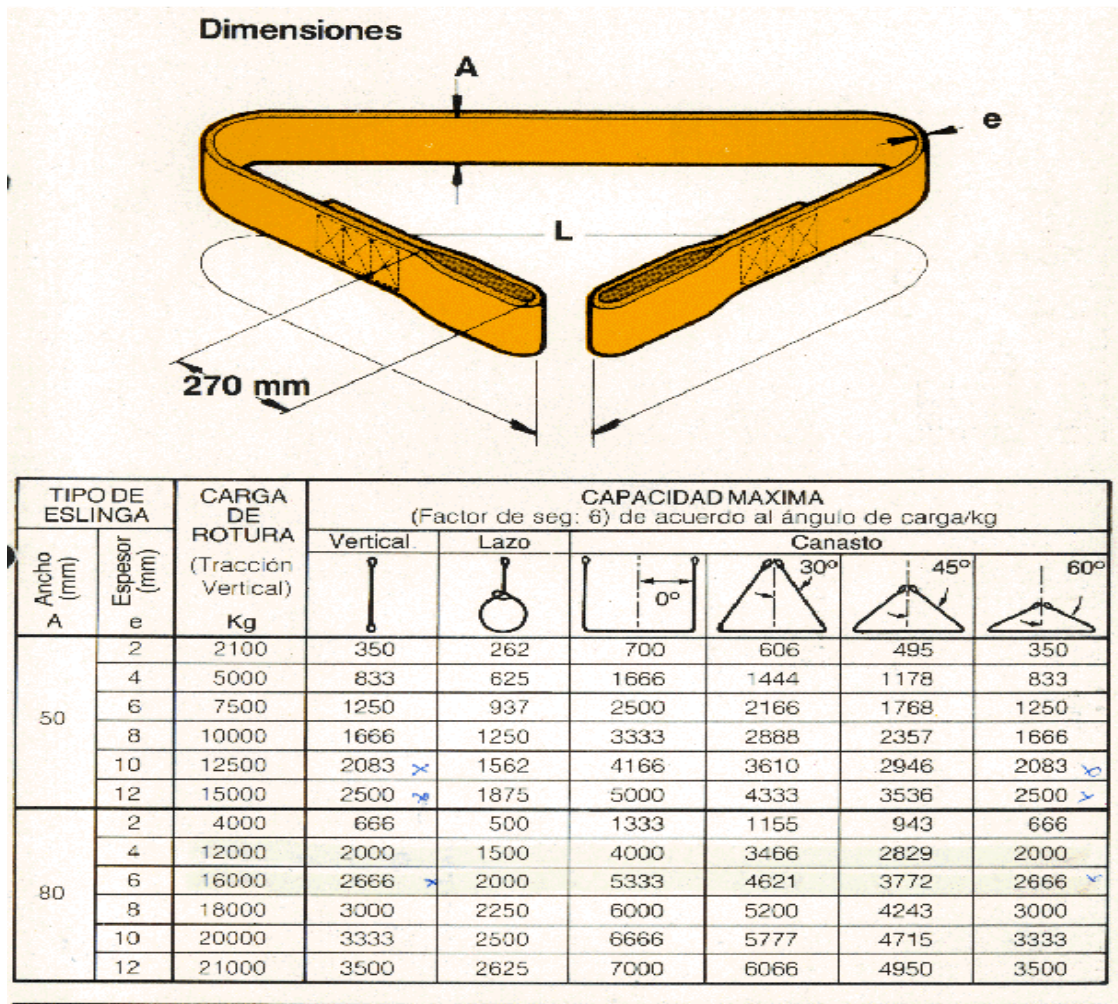 Dimensiones
A
e
L
270 mm
TIPO DE ESLINGA CARGA DE ROTURA (Tracción Vertical) Kg CAPACIDAD MAXIMA
(Factor de seg: 6) de acuerdo al ángulo de carga/kg
Ancho (mm) A Espesor (mm) e Vertical Lazo Canasto
0º 30º 45º 60º
50 2 2100 350 262 700 606 495 350
4 5000 833 625 1666 1444 1178 833
6 7500 1250 937 2500 2166 1768 1250
8 10000 1666 1250 3333 2888 2357 1666
10 12500 2083 x 1562 4166 3610 2946 2083 x
12 15000 2500 x 1875 5000 4333 3536 2500 x
80 2 4000 666 500 1333 1155 943 666
4 12000 2000 1500 4000 3466 2829 2000
6 16000 2666 x 2000 5333 4621 3772 2666 x
8 18000 3000 2250 6000 5200 4243 3000
10 20000 3333 2500 6666 5777 4715 3333
12 21000 3500 2625 7000 6066 4950 3500